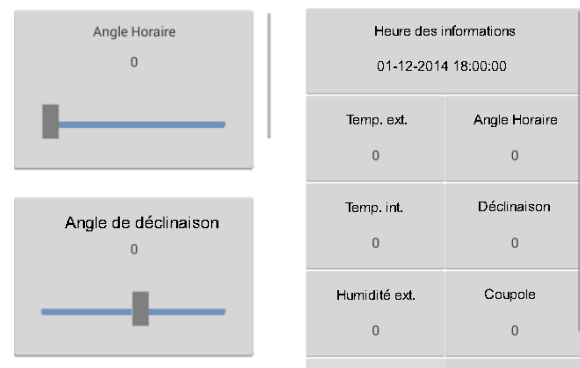 Angle Horaire
0
Angle de déclinaison
0
Heure des informations
01-12-2014 18:00:00
Temp. ext.
Angle Horaire
0
0
Temp. int.
Déclinaison
0
0
Humidité ext.
Coupole
0
0